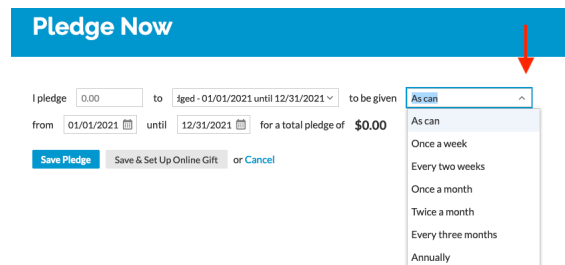 Pledge Now
I pledge 0.00 to dged - 01/01/2021 until 12/31/2021 to be given As can
from 01/01/2021 until 12/31/2021 for a total pledge of $0.00
Save Pledge Save & Set Up Online Gift or Cancel
As can
Once a week
Every two weeks
Once a month
Twice a month
Every three months
Annually